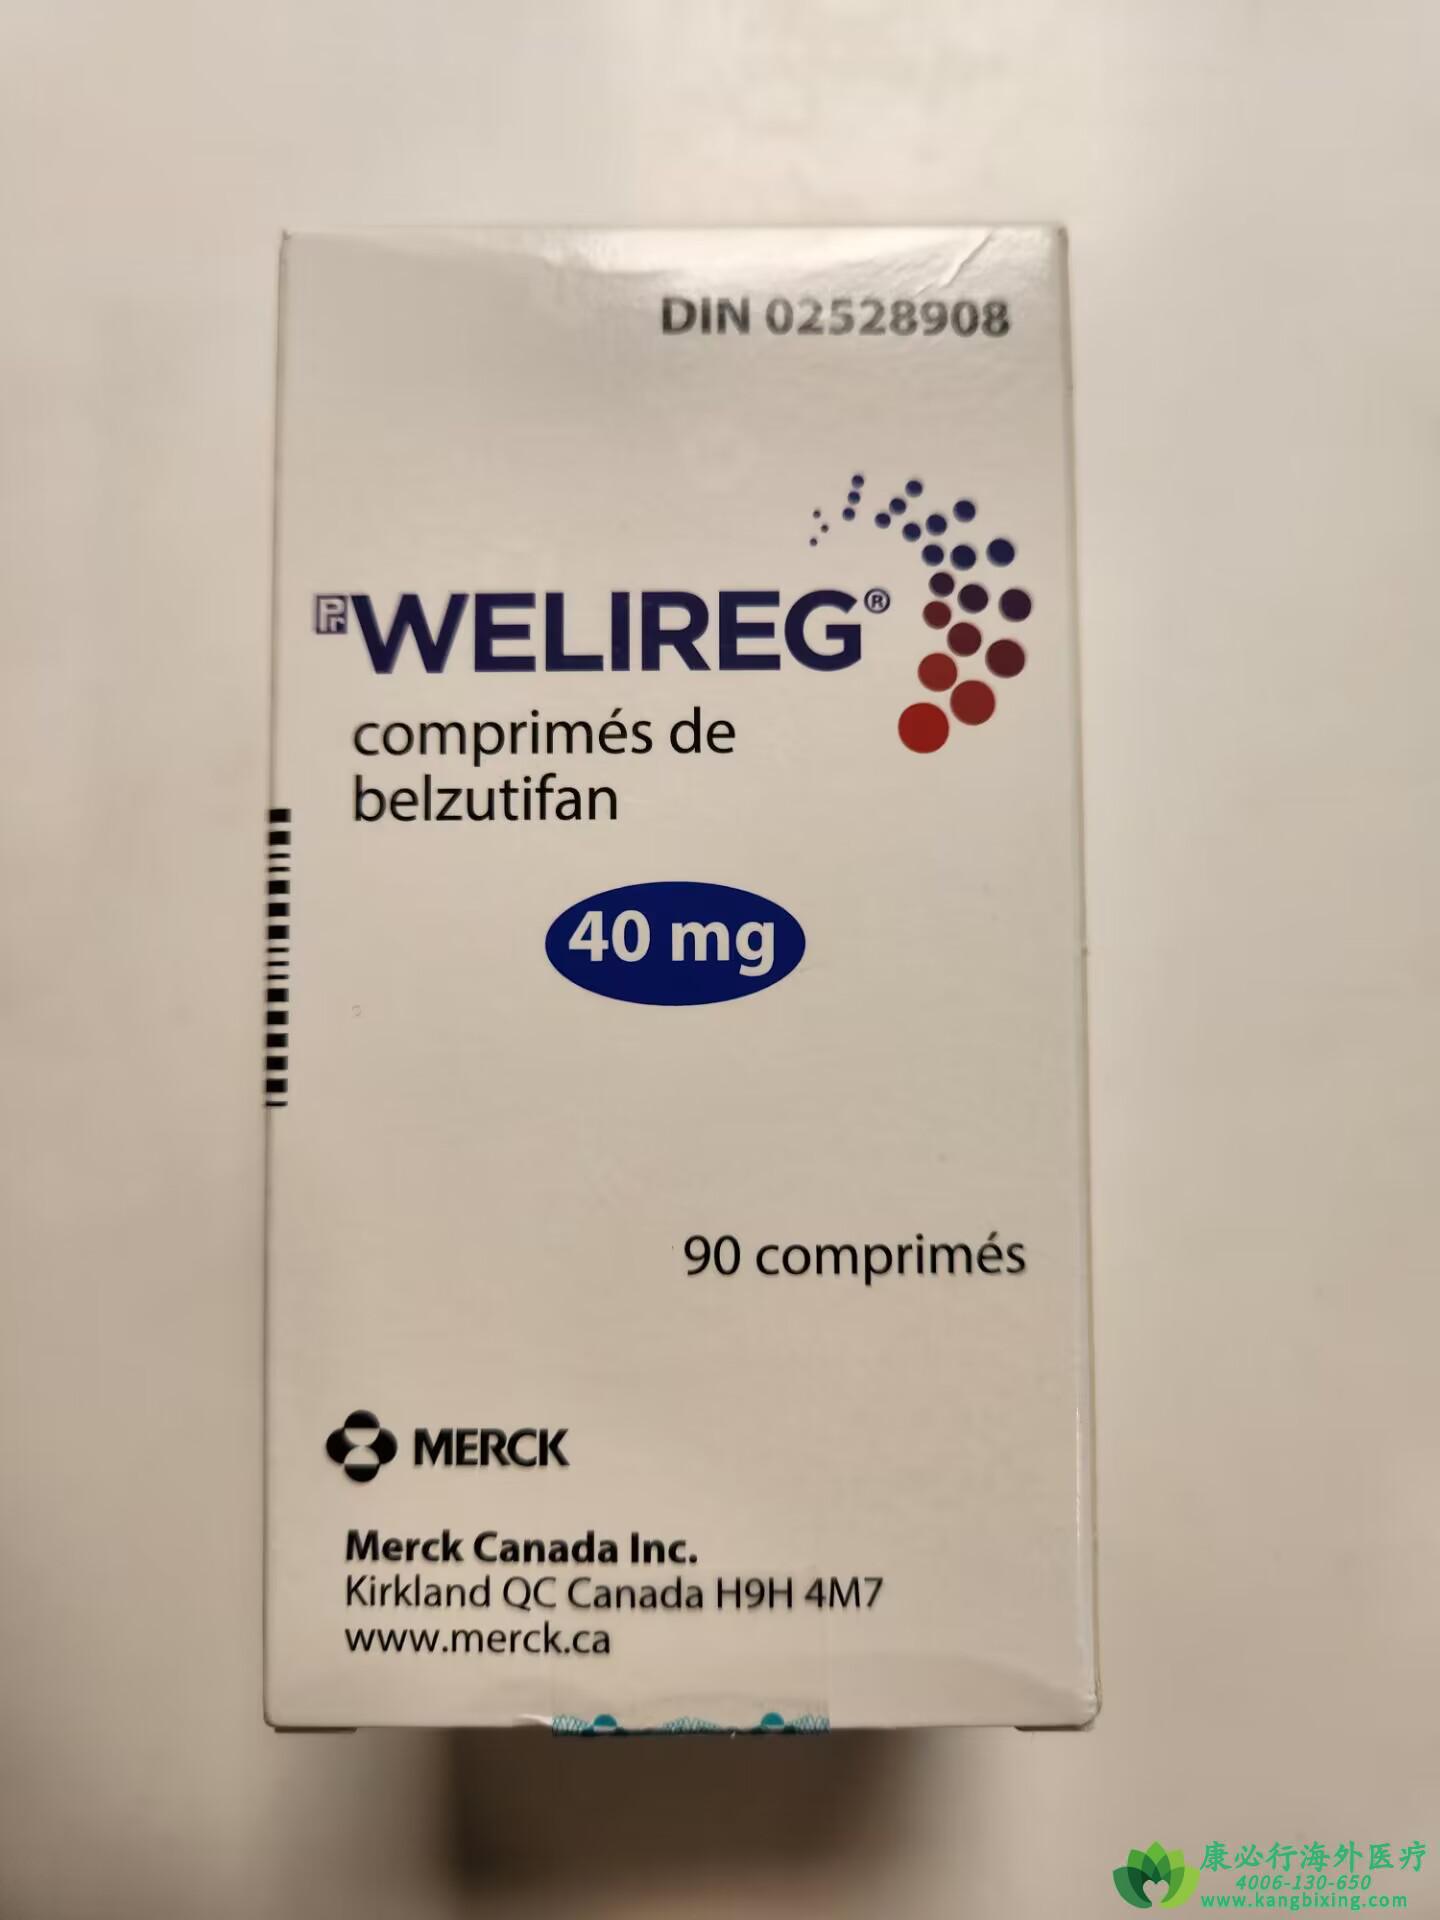 DIN 02528908
Pr WELIREG®
comprimés de
belzutifan
40 mg
90 comprimés
MERCK
Merck Canada Inc.
Kirkland QC Canada H9H 4M7
www.merck.ca
康必行海外医疗
4006-130-650
www.kangbixing.com